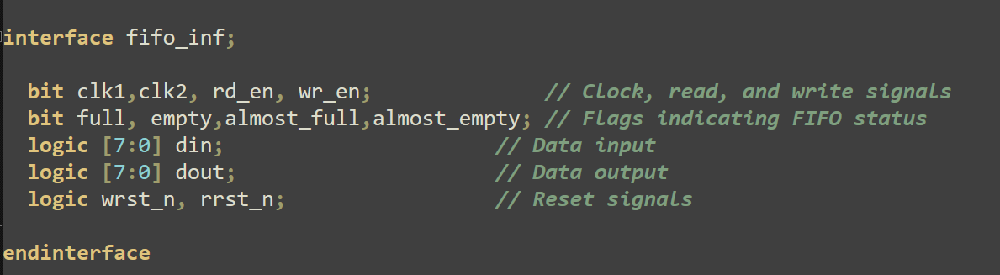 interface fifo_inf;
bit clk1,clk2, rd_en, wr_en; // Clock, read, and write signals
bit full, empty,almost_full,almost_empty; // Flags indicating FIFO status
logic [7:0] din; // Data input
logic [7:0] dout; // Data output
logic wrst_n, rrst_n; // Reset signals
endinterface